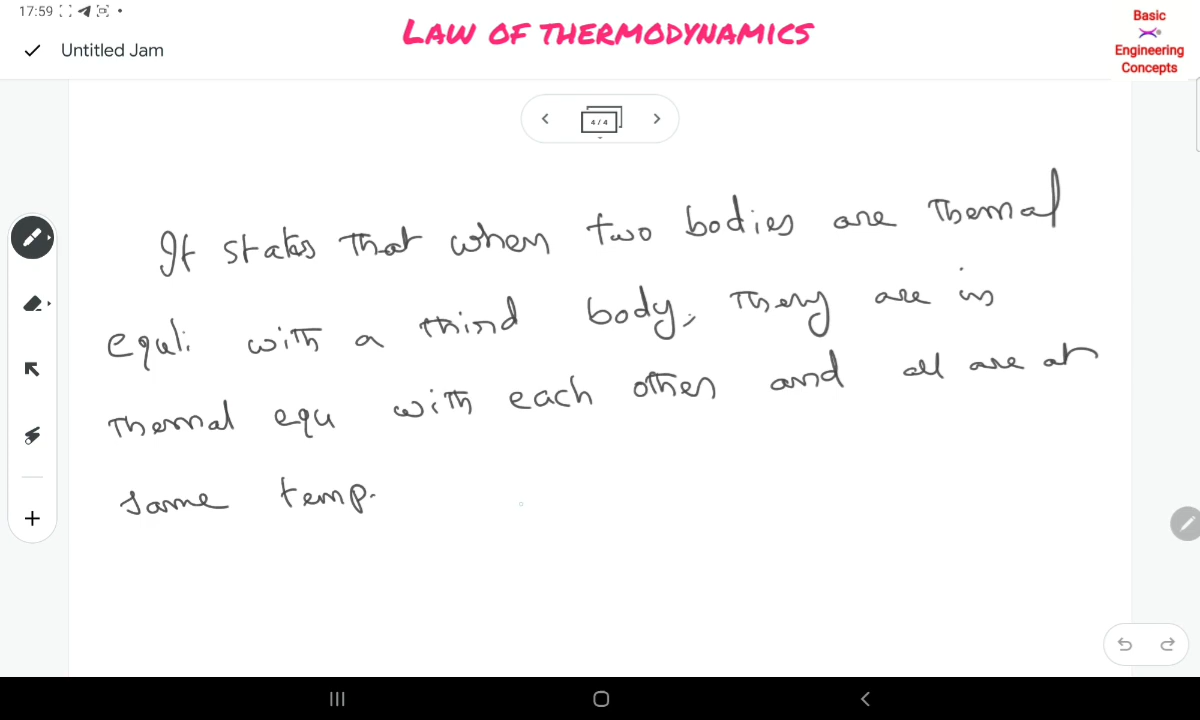 17:59
LAW OF THERMODYNAMICS
Basic
Engineering
Concepts
Untitled Jam
4 / 4
It states that when two bodies are thermal
equli. with a third body, they are in
thermal equ with each other and all are at
same temp.